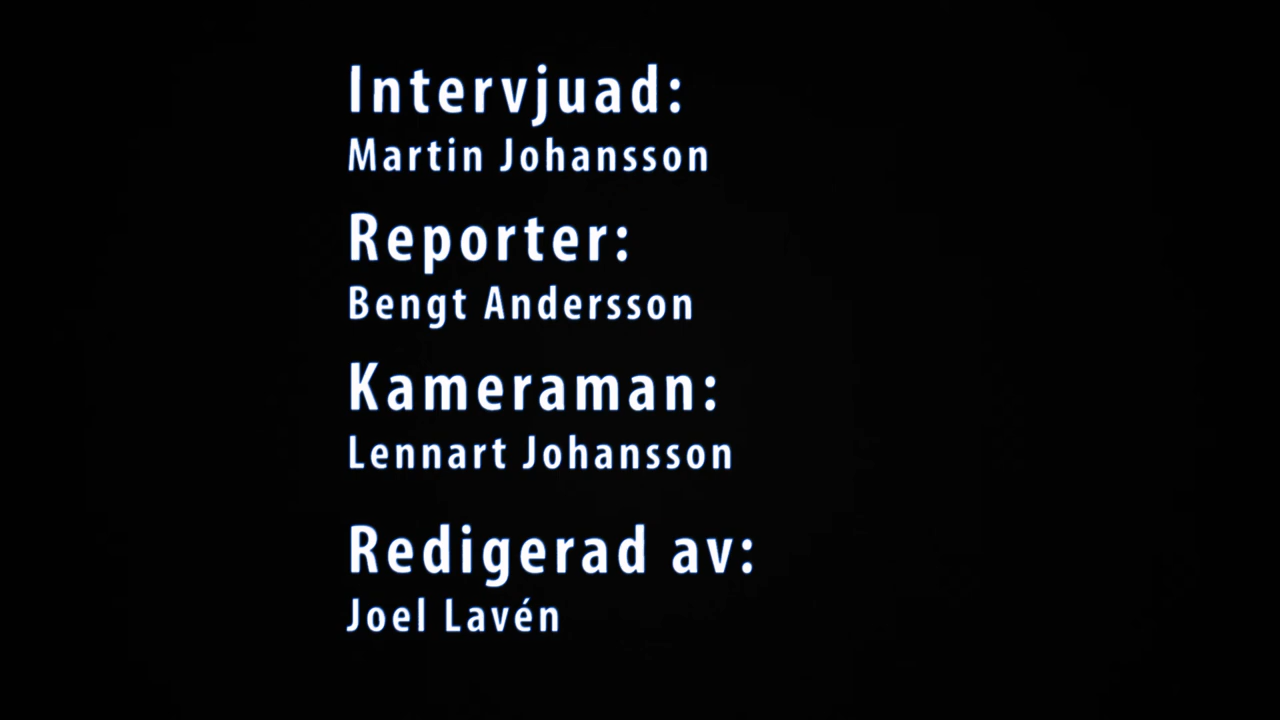 Intervjuad:
Martin Johansson
Reporter:
Bengt Andersson
Kameraman:
Lennart Johansson
Redigerad av:
Joel Lavén